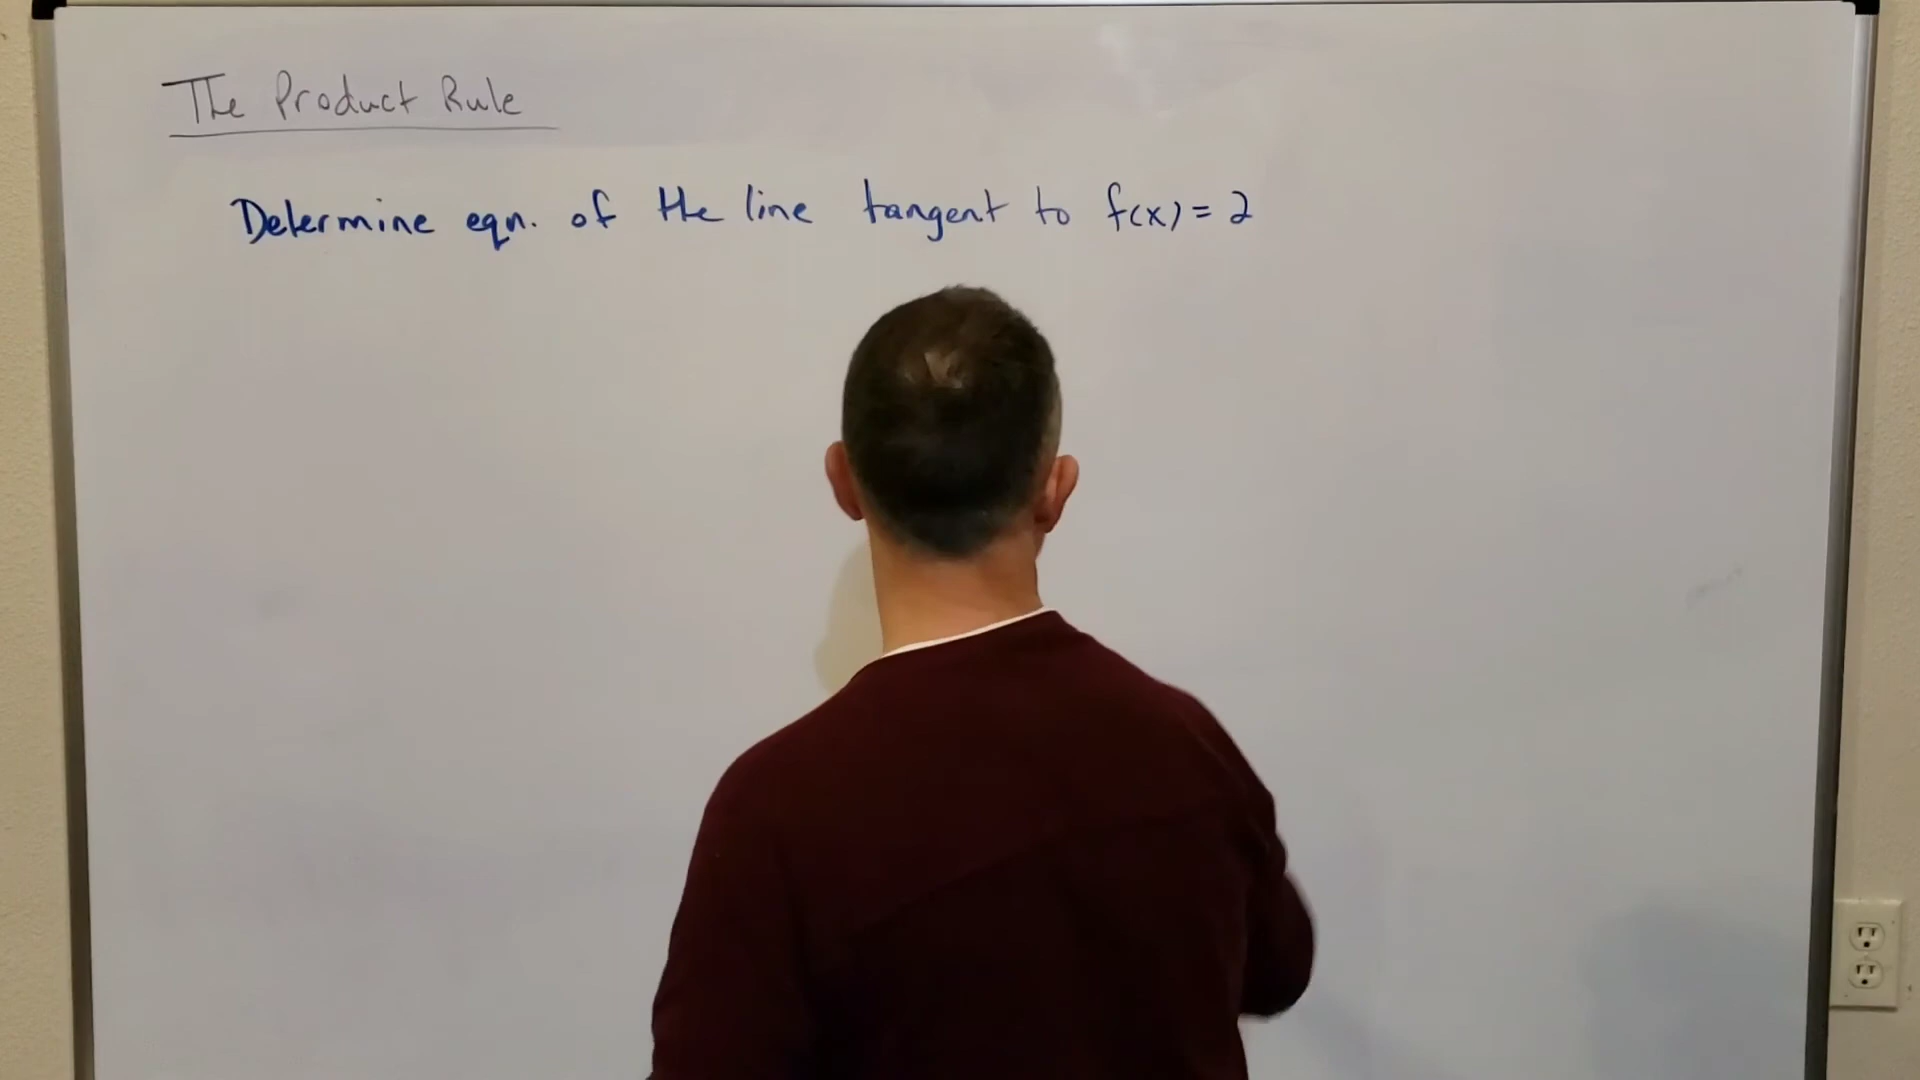 The Product Rule
Determine eqn. of the line tangent to f(x) = 2